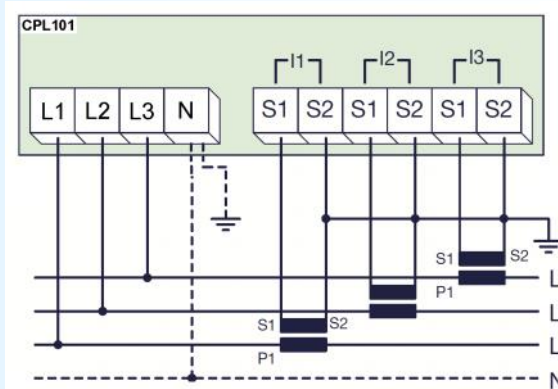 CPL101
I1 I2 I3
L1 L2 L3 N S1 S2 S1 S2 S1 S2
S1 S2
L
P1
L
S1 S2
L
P1
N